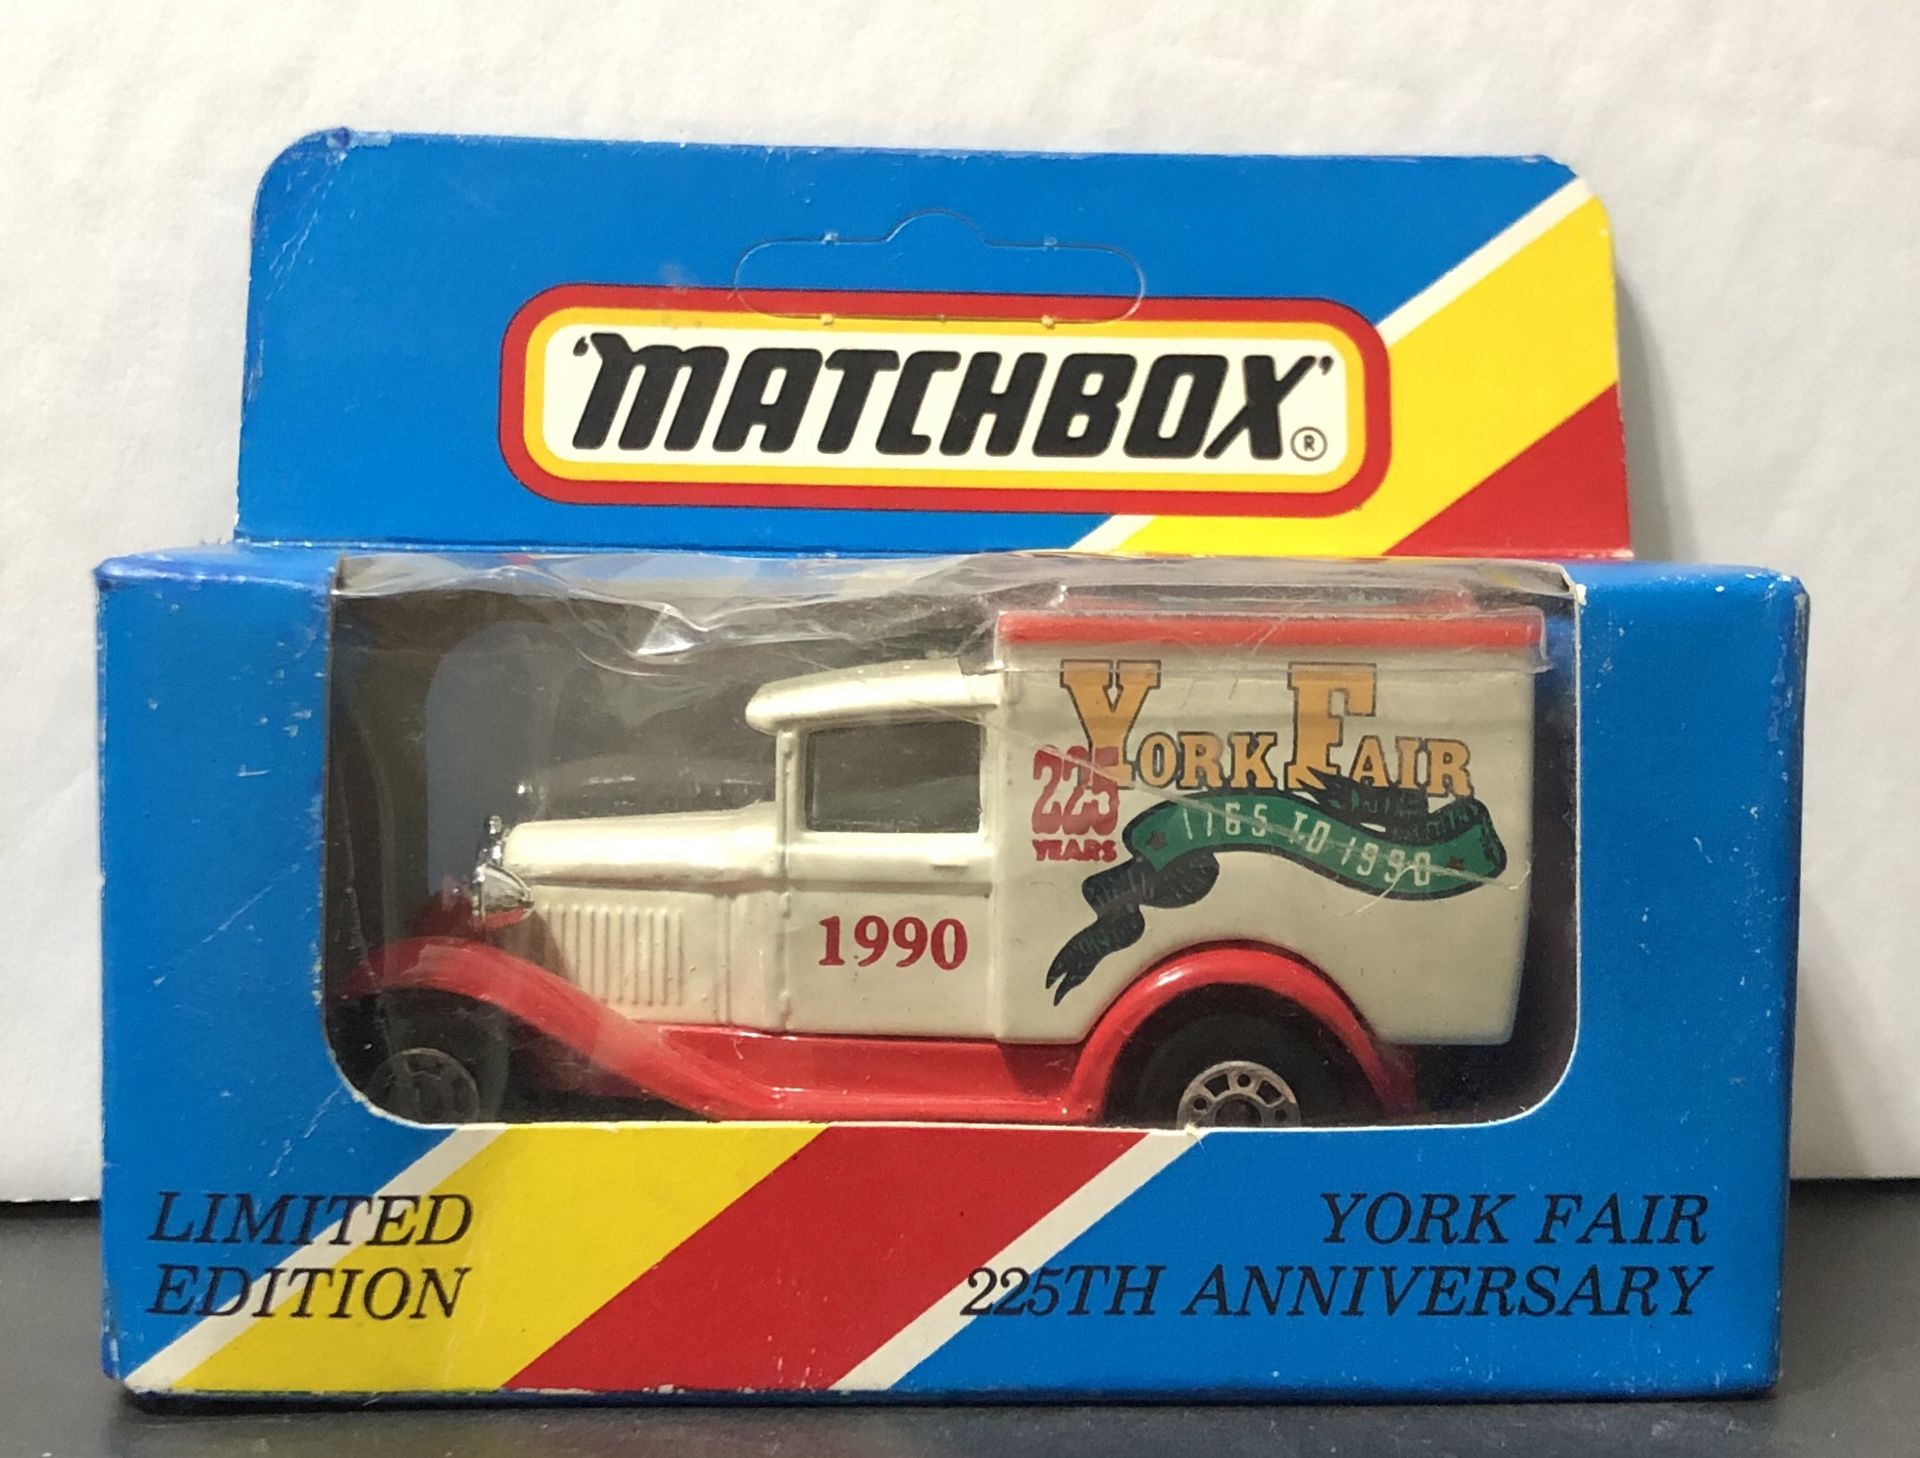 'MATCHBOX'®
YORK FAIR
225
YEARS
1765 TO 1990
1990
LIMITED
EDITION
YORK FAIR
225TH ANNIVERSARY